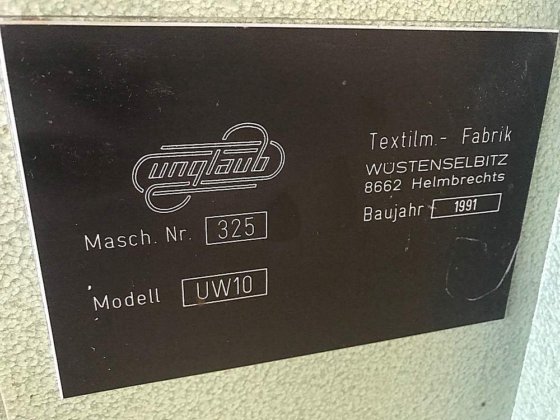 unglaub
Textilm.- Fabrik
WÜSTENSELBITZ
8662 Helmbrechts
Baujahr 1991
Masch. Nr. 325
Modell UW10